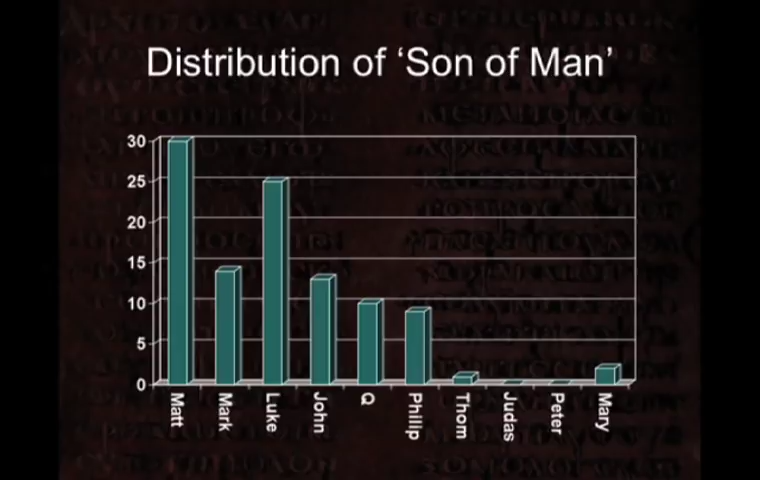 Distribution of ‘Son of Man’
30
25
20
15
10
5
0
Matt
Mark
Luke
John
Q
Philip
Thom
Judas
Peter
Mary